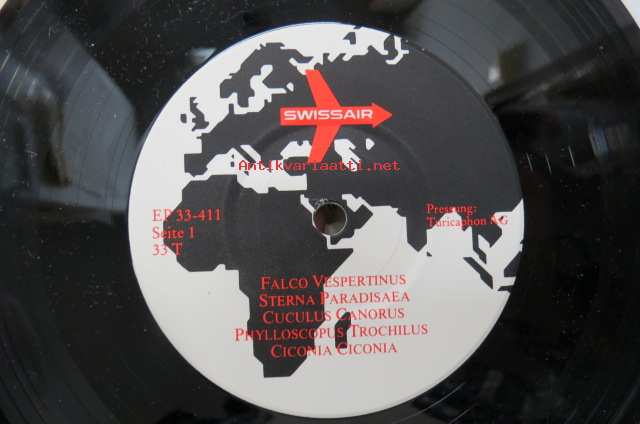 SWISSAIR
Antikvariaatti.net
EP 33-411
Seite 1
33 T
Pressung:
Turicaphon AG
FALCO VESPERTINUS
STERNA PARADISAEA
CUCULUS CANORUS
PHYLLOSCOPUS TROCHILUS
CICONIA CICONIA